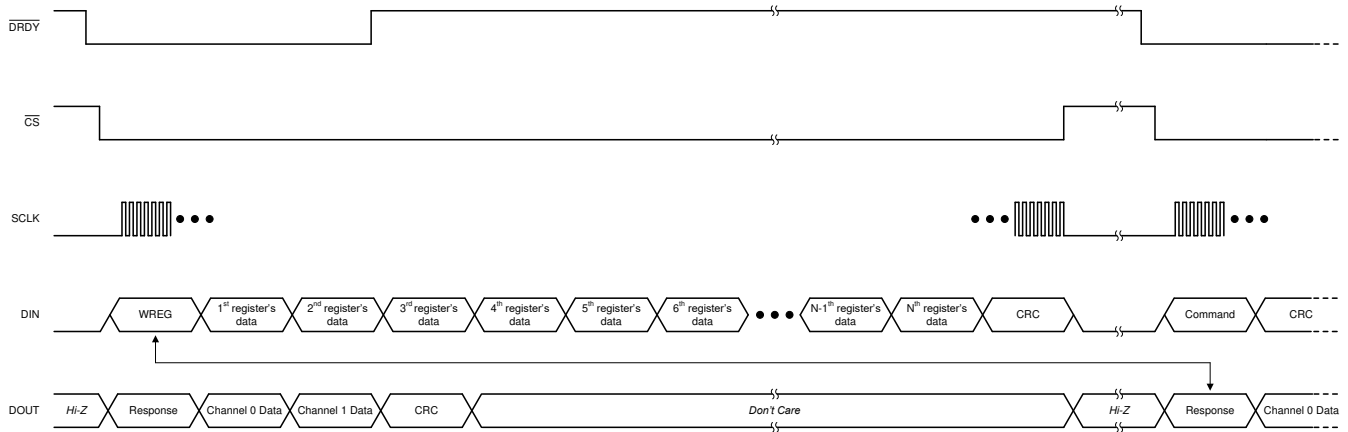 DRDY
CS
SCLK
DIN
WREG
1st register's
data
2nd register's
data
3rd register's
data
4th register's
data
5th register's
data
6th register's
data
N-1th register's
data
Nth register's
data
CRC
Command
CRC
DOUT
Hi-Z
Response
Channel 0 Data
Channel 1 Data
CRC
Don't Care
Hi-Z
Response
Channel 0 Data